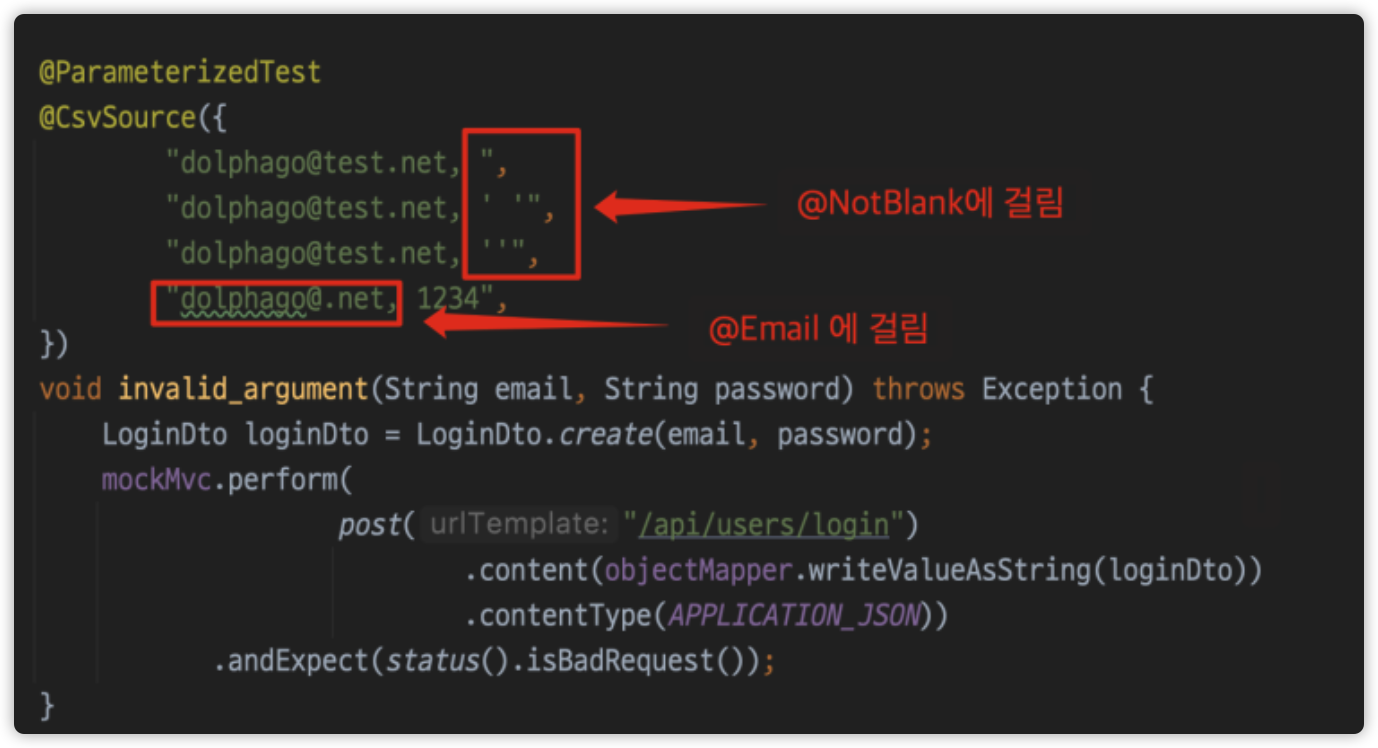 @ParameterizedTest
@CsvSource({
"dolphago@test.net, ",
"dolphago@test.net, ' '",
@NotBlank에 걸림
"dolphago@test.net, ''",
"dolphago@.net, 1234",
@Email 에 걸림
})
void invalid_argument(String email, String password) throws Exception {
LoginDto loginDto = LoginDto.create(email, password);
mockMvc.perform(
post( urlTemplate: "/api/users/login")
.content(objectMapper.writeValueAsString(loginDto))
.contentType(APPLICATION_JSON))
.andExpect(status().isBadRequest());
}